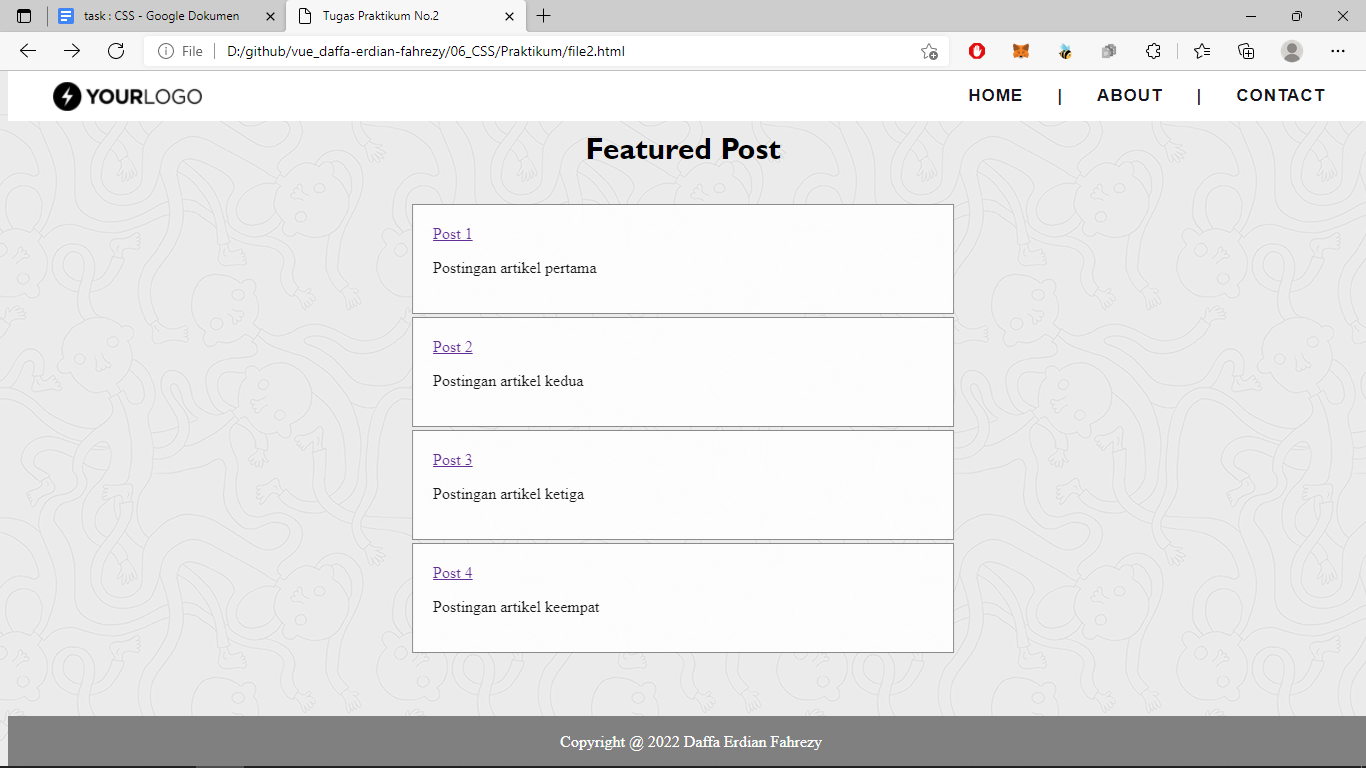 task : CSS - Google Dokumen
Tugas Praktikum No.2
File
D:/github/vue_daffa-erdian-fahrezy/06_CSS/Praktikum/file2.html
YOURLOGO
HOME | ABOUT | CONTACT
Featured Post
Post 1
Postingan artikel pertama
Post 2
Postingan artikel kedua
Post 3
Postingan artikel ketiga
Post 4
Postingan artikel keempat
Copyright @ 2022 Daffa Erdian Fahrezy